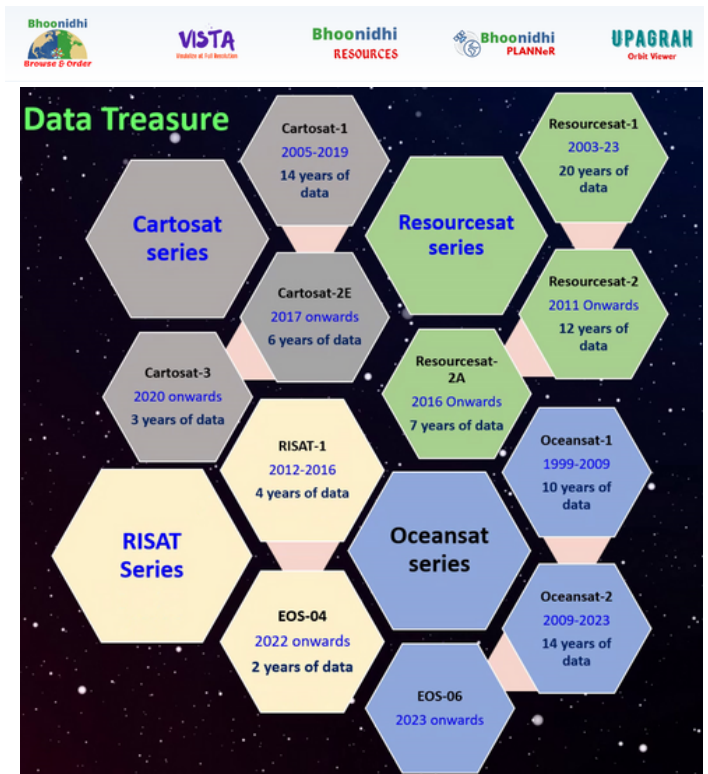 Bhoonidhi
Browse & Order
VISTA
Visualize at Full Resolution
Bhoonidhi
RESOURCES
Bhoonidhi
PLANNeR
UPAGRAH
Orbit Viewer
Data Treasure
Cartosat
series
Cartosat-1
2005-2019
14 years of
data
Cartosat-2E
2017 onwards
6 years of data
Cartosat-3
2020 onwards
3 years of data
Resourcesat
series
Resourcesat-1
2003-23
20 years of
data
Resourcesat-2
2011 Onwards
12 years of
data
Resourcesat-
2A
2016 Onwards
7 years of data
RISAT
Series
RISAT-1
2012-2016
4 years of data
EOS-04
2022 onwards
2 years of data
Oceansat
series
Oceansat-1
1999-2009
10 years of
data
Oceansat-2
2009-2023
14 years of
data
EOS-06
2023 onwards